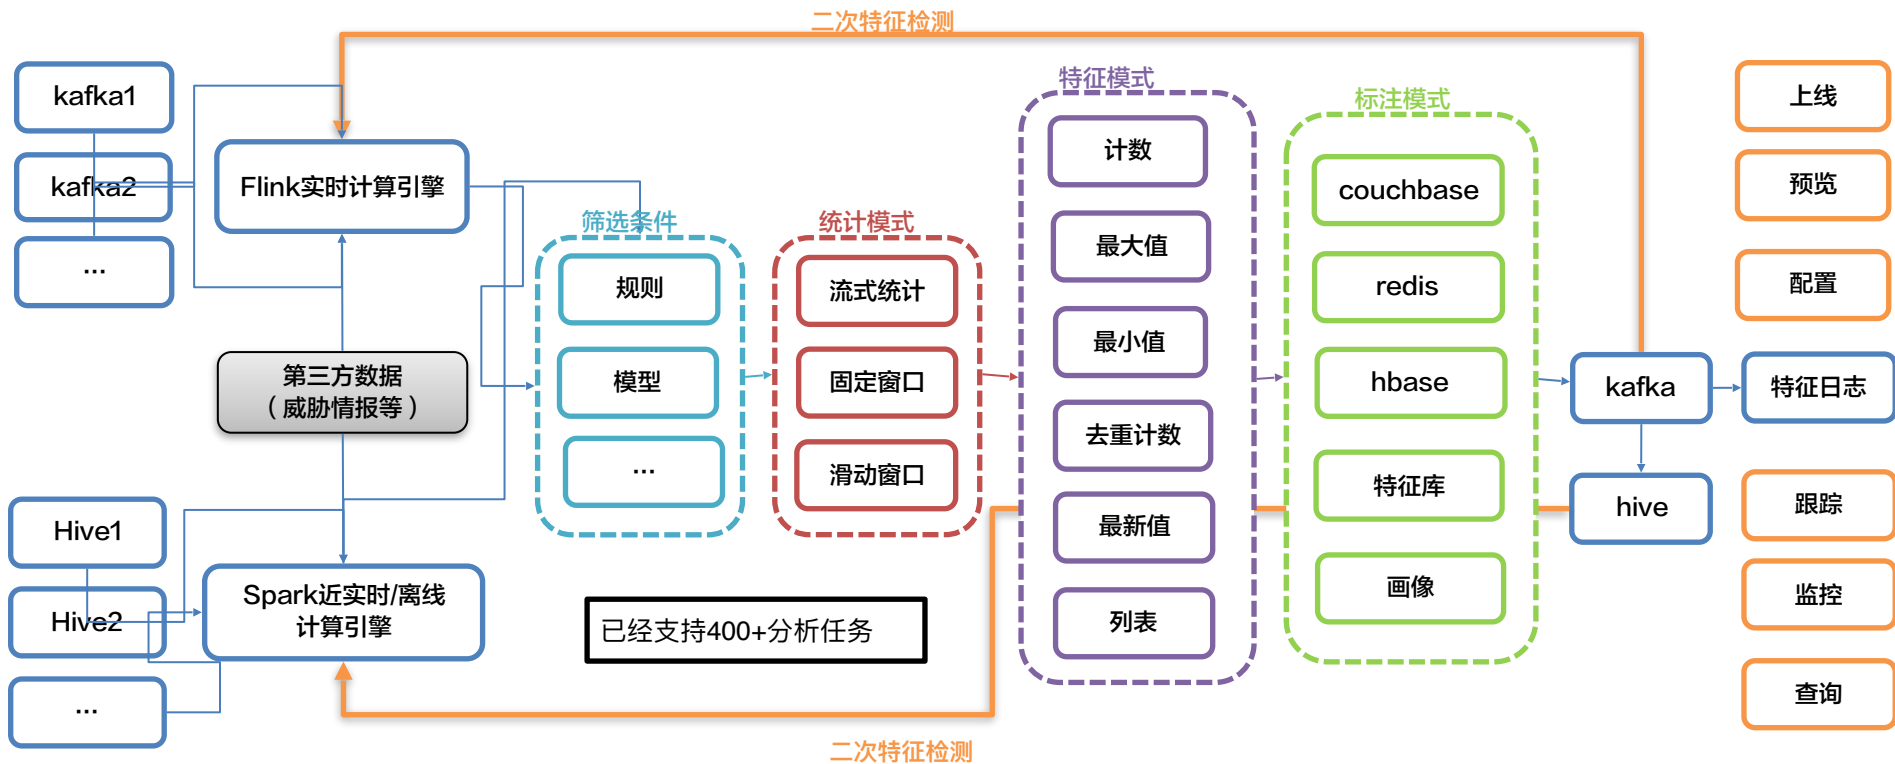 二次特征检测
kafka1
kafka2
...
Flink实时计算引擎
第三方数据
（威胁情报等）
Hive1
Hive2
...
Spark近实时/离线
计算引擎
筛选条件
规则
模型
...
统计模式
流式统计
固定窗口
滑动窗口
已经支持400+分析任务
特征模式
计数
最大值
最小值
去重计数
最新值
列表
标注模式
couchbase
redis
hbase
特征库
画像
kafka
hive
特征日志
上线
预览
配置
跟踪
监控
查询
二次特征检测